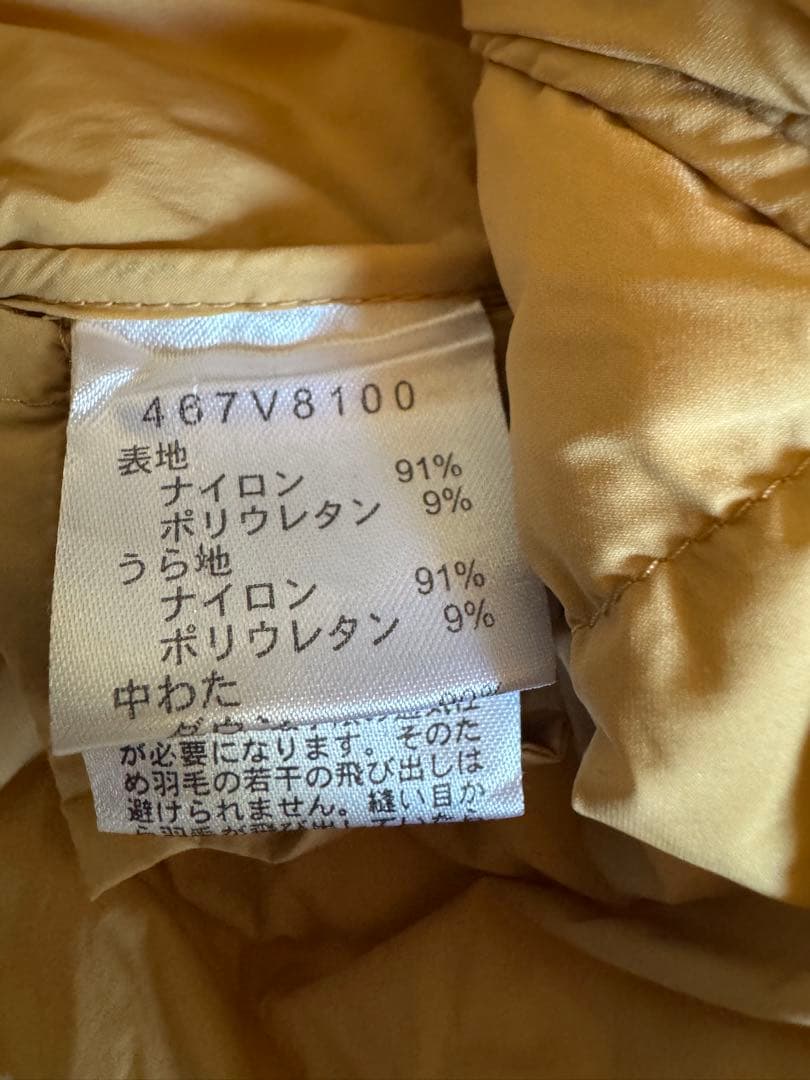 467V8100
表地
ナイロン 91%
ポリウレタン 9%
うら地
ナイロン 91%
ポリウレタン 9%
中わた
が必要になります。そのた
め羽毛の若干の飛び出しは
避けられません。縫い目か